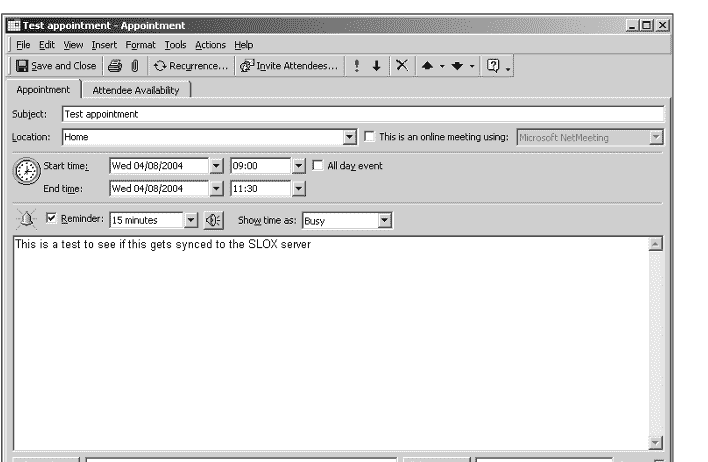 Test appointment - Appointment
File Edit View Insert Format Tools Actions Help
Save and Close Recurrence... Invite Attendees...
Appointment Attendee Availability
Subject: Test appointment
Location: Home This is an online meeting using: Microsoft NetMeeting
Start time: Wed 04/08/2004 09:00 All day event
End time: Wed 04/08/2004 11:30
Reminder: 15 minutes Show time as: Busy
This is a test to see if this gets synced to the SLOX server